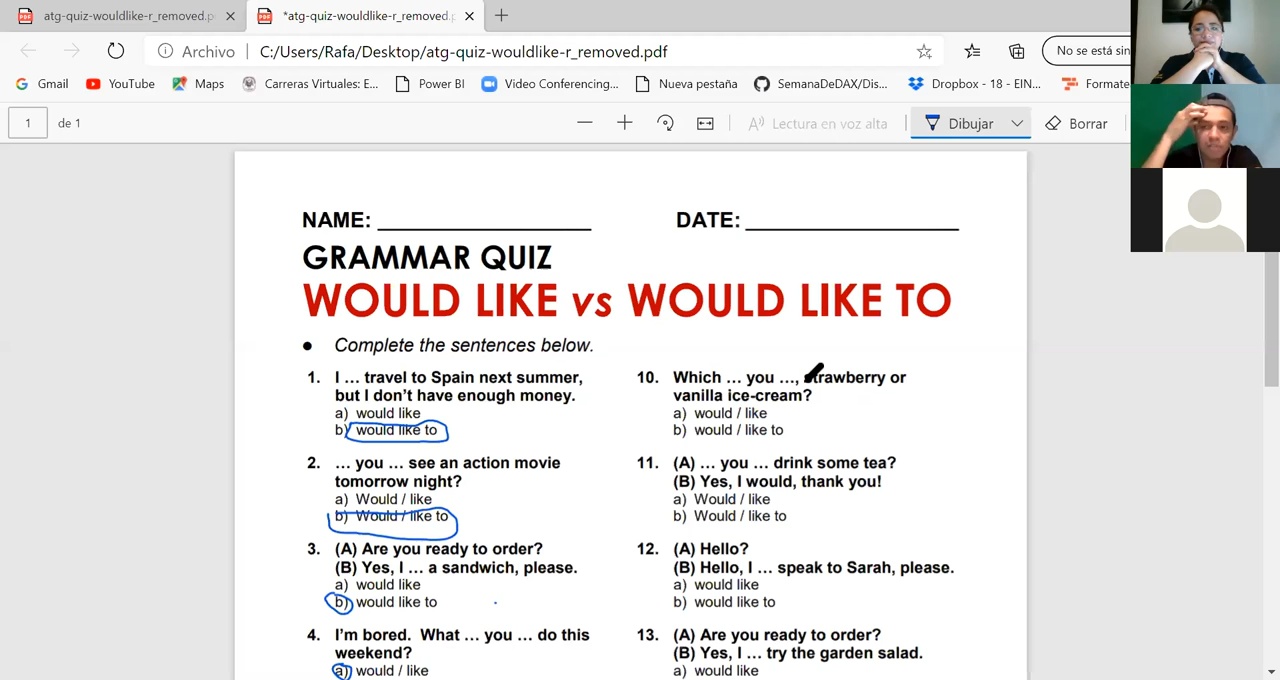 atg-quiz-wouldlike-r_removed.p
*atg-quiz-wouldlike-r_removed.pdf
Archivo
C:/Users/Rafa/Desktop/atg-quiz-wouldlike-r_removed.pdf
No se está sin
Gmail
YouTube
Maps
Carreras Virtuales: E...
Power BI
Video Conferencing...
Nueva pestaña
SemanaDeDAX/Dis...
Dropbox - 18 - EIN...
Formate
1
de 1
Lectura en voz alta
Dibujar
Borrar
NAME: __________________
DATE: __________________
GRAMMAR QUIZ
WOULD LIKE vs WOULD LIKE TO
● Complete the sentences below.
1. I … travel to Spain next summer,
but I don't have enough money.
a) would like
b) would like to
2. … you … see an action movie
tomorrow night?
a) Would / like
b) Would / like to
3. (A) Are you ready to order?
(B) Yes, I … a sandwich, please.
a) would like
b) would like to
4. I'm bored. What … you … do this
weekend?
a) would / like
10. Which … you …, strawberry or
vanilla ice-cream?
a) would / like
b) would / like to
11. (A) … you … drink some tea?
(B) Yes, I would, thank you!
a) Would / like
b) Would / like to
12. (A) Hello?
(B) Hello, I … speak to Sarah, please.
a) would like
b) would like to
13. (A) Are you ready to order?
(B) Yes, I … try the garden salad.
a) would like